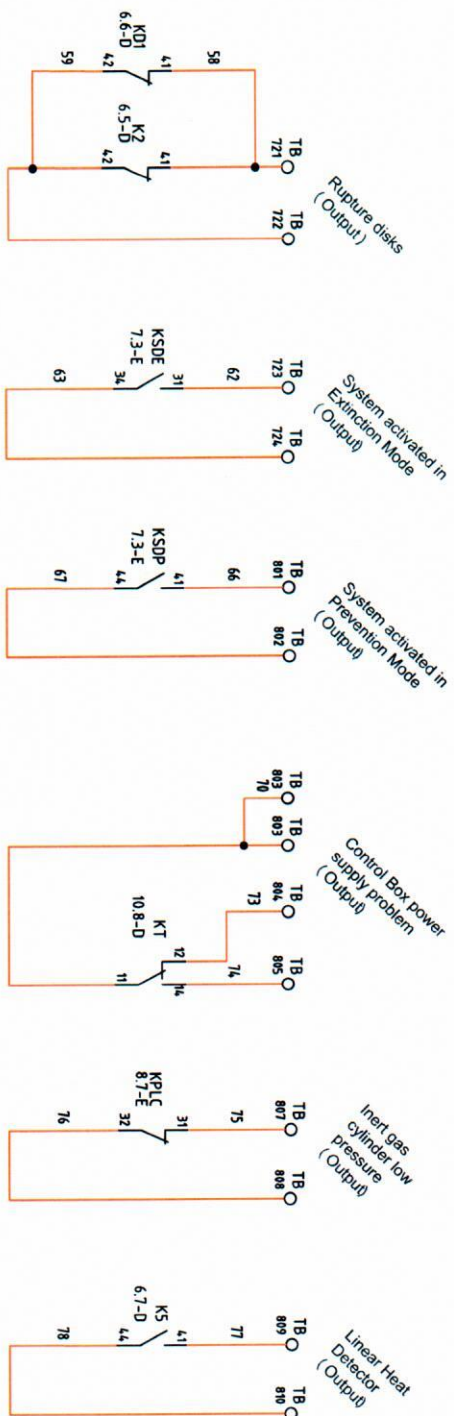 Rupture disks
( Output )
TB
721
TB
722
58
41
41
KD1
6.6-D
K2
6.5-D
42
42
59
System activated in
Extinction Mode
( Output)
TB
723
TB
724
62
31
KSDE
7.3-E
34
63
System activated in
Prevention Mode
( Output)
TB
801
TB
802
66
41
KSDP
7.3-E
44
67
Control Box power
supply problem
( Output)
TB
803
70
TB
803
TB
804
TB
805
73
74
12
14
KT
10.8-D
11
Inert gas
cylinder low
pressure
( Output)
TB
807
TB
808
75
31
KPLC
8.7-E
32
76
Linear Heat
Detector
( Output)
TB
809
TB
810
77
41
K5
6.7-D
44
78